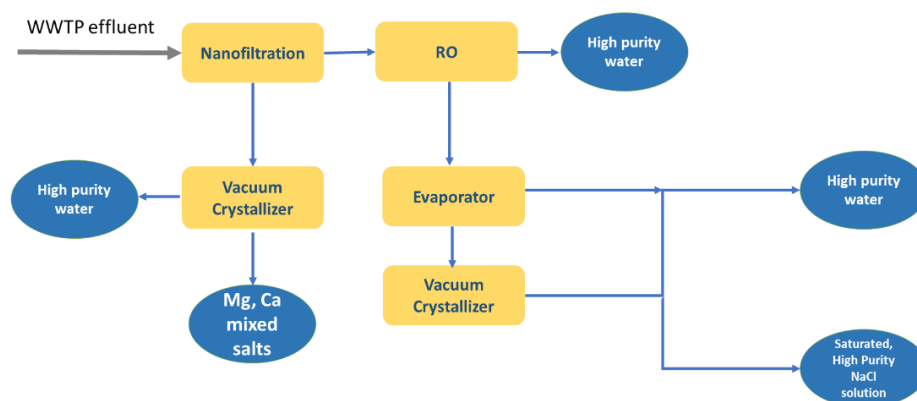 WWTP effluent
Nanofiltration
RO
High purity
water
High purity
water
Vacuum
Crystallizer
Evaporator
High purity
water
Mg, Ca
mixed
salts
Vacuum
Crystallizer
Saturated,
High Purity
NaCl
solution